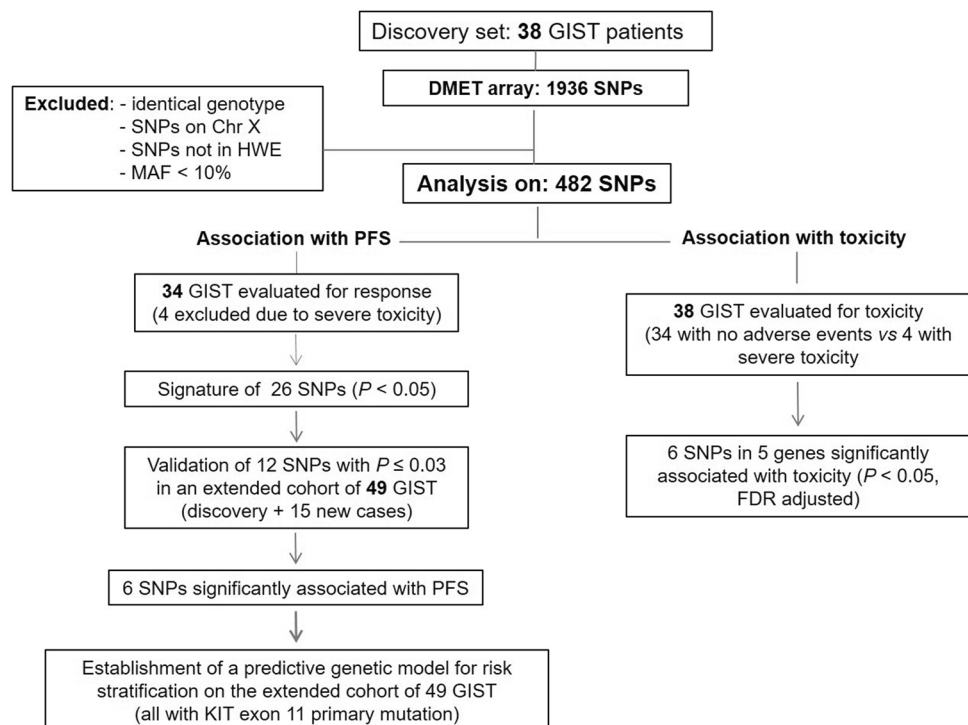 Discovery set: 38 GIST patients
DMET array: 1936 SNPs
Excluded: - identical genotype
- SNPs on Chr X
- SNPs not in HWE
- MAF < 10%
Analysis on: 482 SNPs
Association with PFS
Association with toxicity
34 GIST evaluated for response
(4 excluded due to severe toxicity)
Signature of 26 SNPs (P < 0.05)
Validation of 12 SNPs with P ≤ 0.03
in an extended cohort of 49 GIST
(discovery + 15 new cases)
6 SNPs significantly associated with PFS
Establishment of a predictive genetic model for risk
stratification on the extended cohort of 49 GIST
(all with KIT exon 11 primary mutation)
38 GIST evaluated for toxicity
(34 with no adverse events vs 4 with
severe toxicity
6 SNPs in 5 genes significantly
associated with toxicity (P < 0.05,
FDR adjusted)